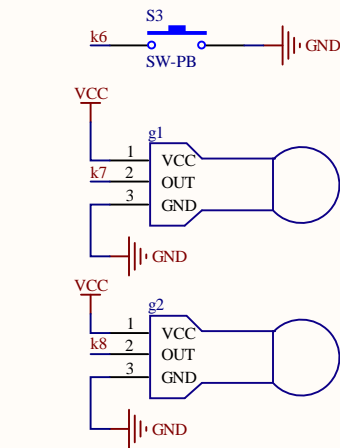 S3
k6
GND
SW-PB
VCC
g1
1 VCC
k7 2 OUT
3 GND
GND
VCC
g2
1 VCC
k8 2 OUT
3 GND
GND